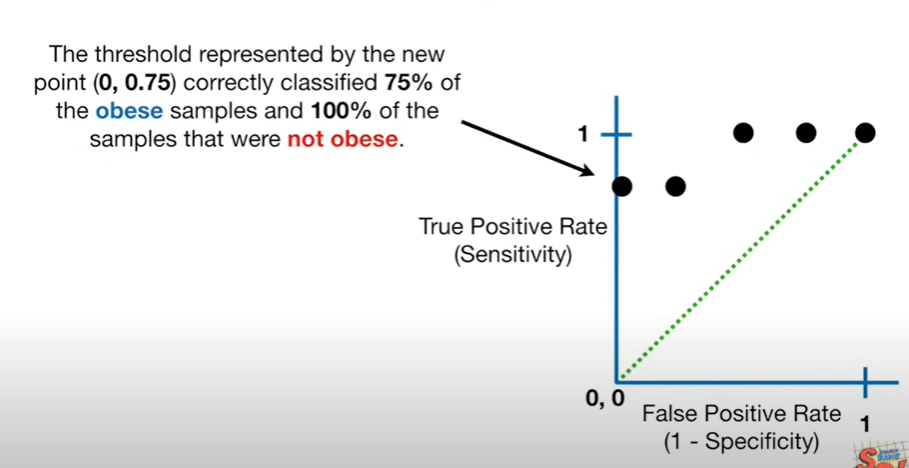 The threshold represented by the new
point (0, 0.75) correctly classified 75% of
the obese samples and 100% of the
samples that were not obese.
1
True Positive Rate
(Sensitivity)
0, 0
False Positive Rate
(1 - Specificity)
1